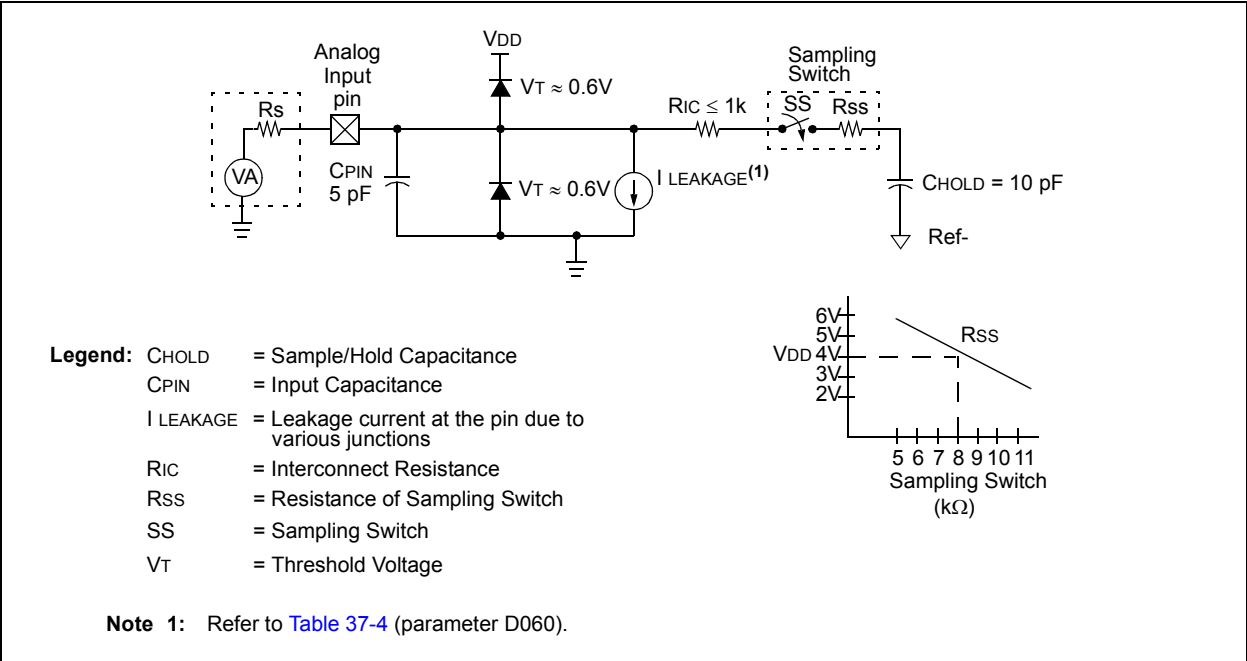 VDD
Sampling
Switch
Analog
Input
pin
VT ≈ 0.6V
RIC ≤ 1k
SS
Rss
Rs
CPIN
5 pF
VA
VT ≈ 0.6V
I LEAKAGE(1)
CHOLD = 10 pF
Ref-
6V
5V
VDD 4V
3V
2V
RSS
5 6 7 8 9 10 11
Sampling Switch
(kΩ)
Legend: CHOLD = Sample/Hold Capacitance
CPIN = Input Capacitance
I LEAKAGE = Leakage current at the pin due to
various junctions
RIC = Interconnect Resistance
RSS = Resistance of Sampling Switch
SS = Sampling Switch
VT = Threshold Voltage
Note 1: Refer to Table 37-4 (parameter D060).